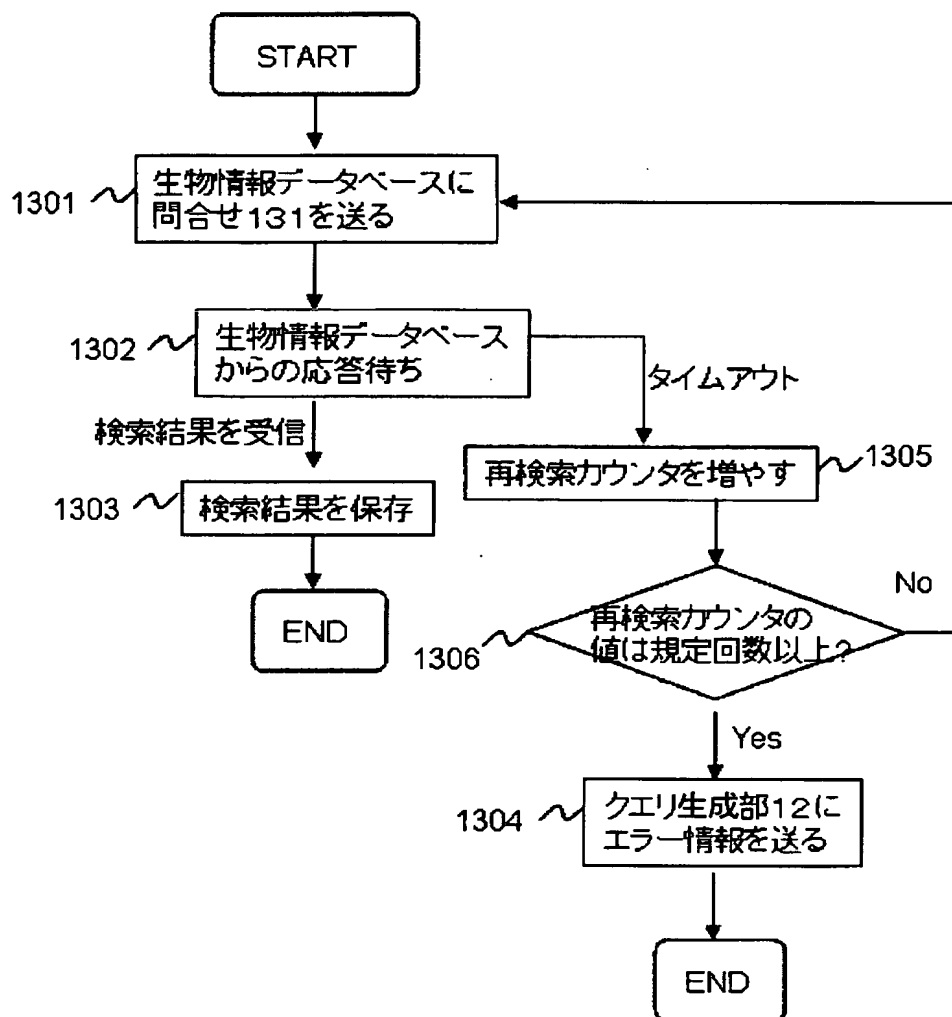 START
1301
生物情報データベースに
問合せ131を送る
1302
生物情報データベース
からの応答待ち
タイムアウト
検索結果を受信
1303
検索結果を保存
END
再検索カウンタを増やす
1305
再検索カウンタの
値は規定回数以上?
1306
No
Yes
1304
クエリ生成部12に
エラー情報を送る
END